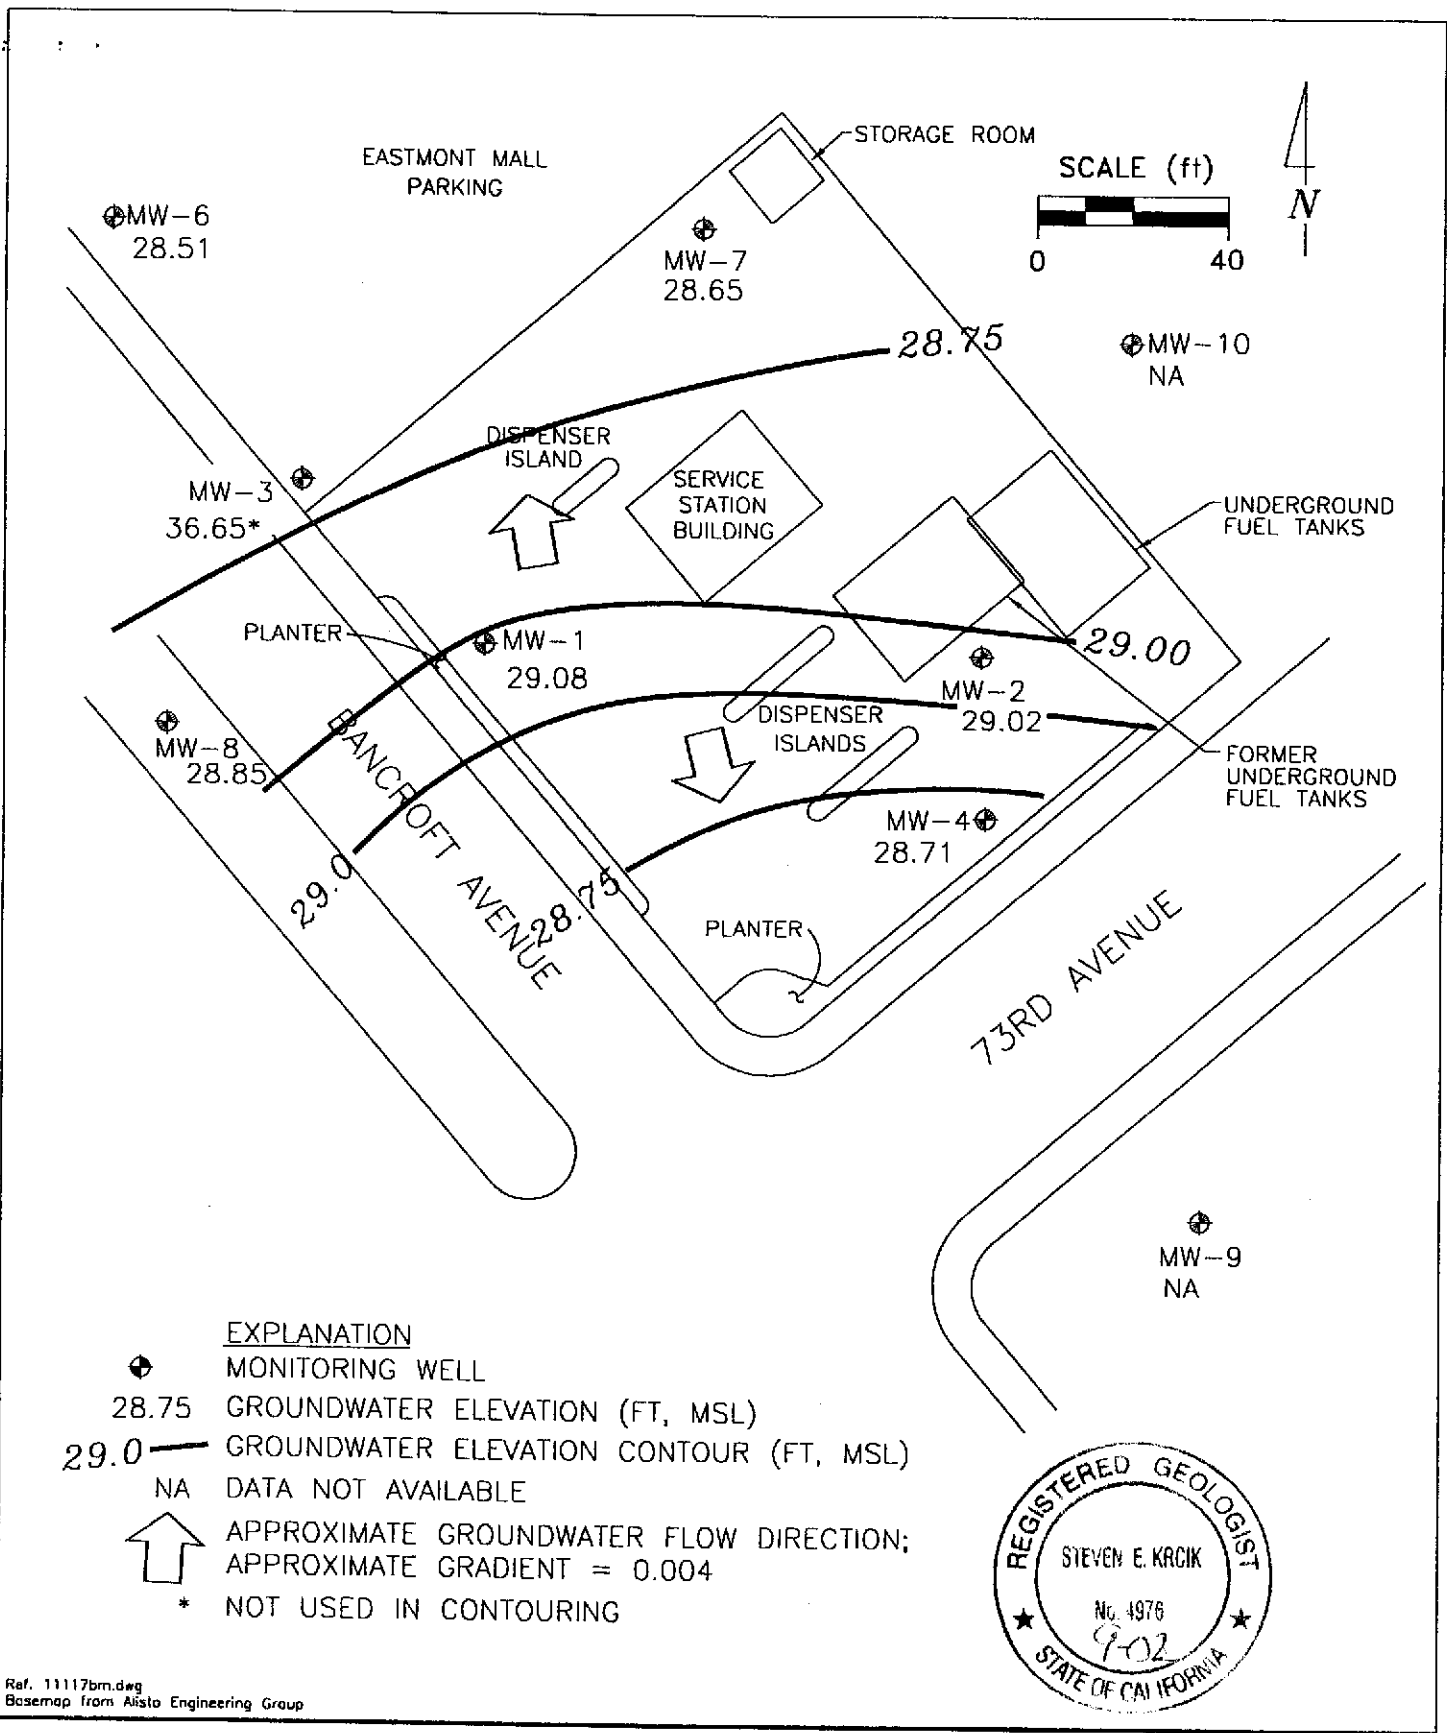 STORAGE ROOM
EASTMONT MALL
PARKING
SCALE (ft)
0 40
N
MW-6
28.51
MW-7
28.65
28.75
MW-10
NA
DISPENSER
ISLAND
SERVICE
STATION
BUILDING
MW-3
36.65*
UNDERGROUND
FUEL TANKS
PLANTER
MW-1
29.08
29.00
MW-2
29.02
DISPENSER
ISLANDS
MW-8
28.85
BANCROFT AVENUE
FORMER
UNDERGROUND
FUEL TANKS
MW-4
28.71
29.0
28.75
PLANTER
73RD AVENUE
MW-9
NA
EXPLANATION
MONITORING WELL
28.75 GROUNDWATER ELEVATION (FT, MSL)
29.0 GROUNDWATER ELEVATION CONTOUR (FT, MSL)
NA DATA NOT AVAILABLE
APPROXIMATE GROUNDWATER FLOW DIRECTION;
APPROXIMATE GRADIENT = 0.004
* NOT USED IN CONTOURING
REGISTERED GEOLOGIST
STEVEN E. KRCIK
No. 4976
9-02
STATE OF CALIFORNIA
Ref. 11117bm.dwg
Basemap from Alisto Engineering Group